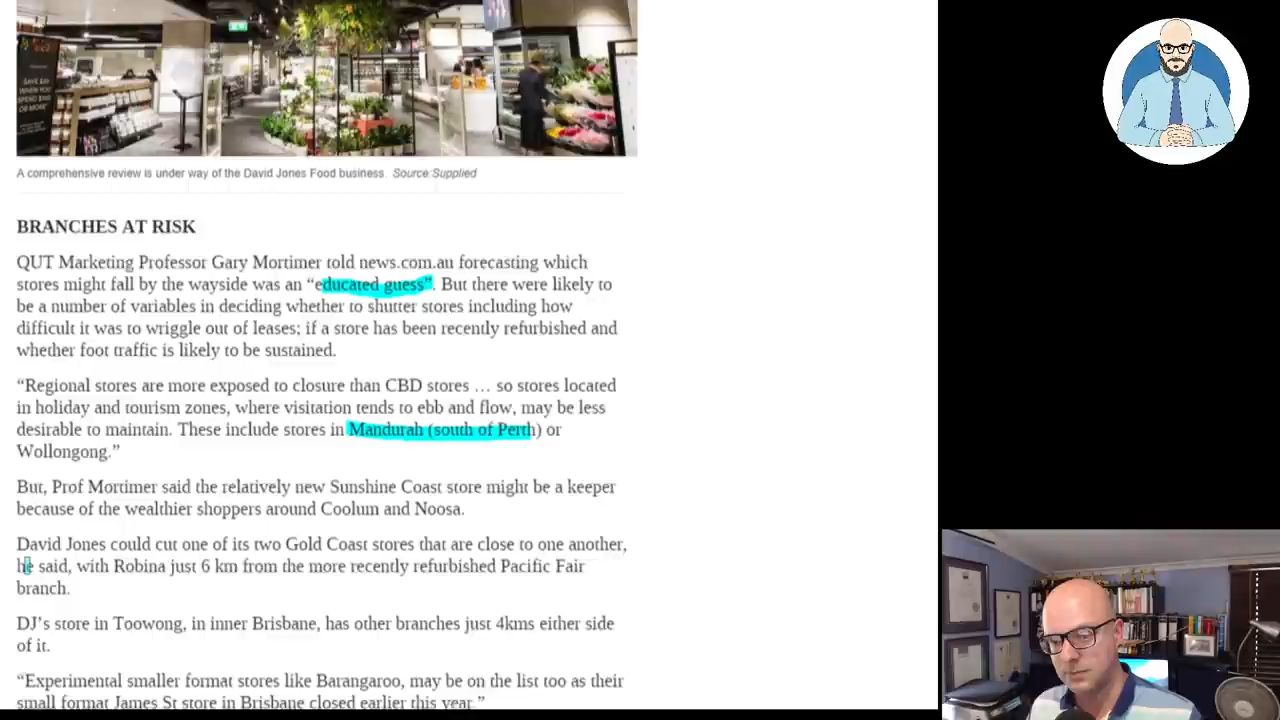 A comprehensive review is under way of the David Jones Food business. Source:Supplied
BRANCHES AT RISK
QUT Marketing Professor Gary Mortimer told news.com.au forecasting which
stores might fall by the wayside was an “educated guess”. But there were likely to
be a number of variables in deciding whether to shutter stores including how
difficult it was to wriggle out of leases; if a store has been recently refurbished and
whether foot traffic is likely to be sustained.
“Regional stores are more exposed to closure than CBD stores … so stores located
in holiday and tourism zones, where visitation tends to ebb and flow, may be less
desirable to maintain. These include stores in Mandurah (south of Perth) or
Wollongong.”
But, Prof Mortimer said the relatively new Sunshine Coast store might be a keeper
because of the wealthier shoppers around Coolum and Noosa.
David Jones could cut one of its two Gold Coast stores that are close to one another,
he said, with Robina just 6 km from the more recently refurbished Pacific Fair
branch.
DJ’s store in Toowong, in inner Brisbane, has other branches just 4kms either side
of it.
“Experimental smaller format stores like Barangaroo, may be on the list too as their
small format James St store in Brisbane closed earlier this year.”